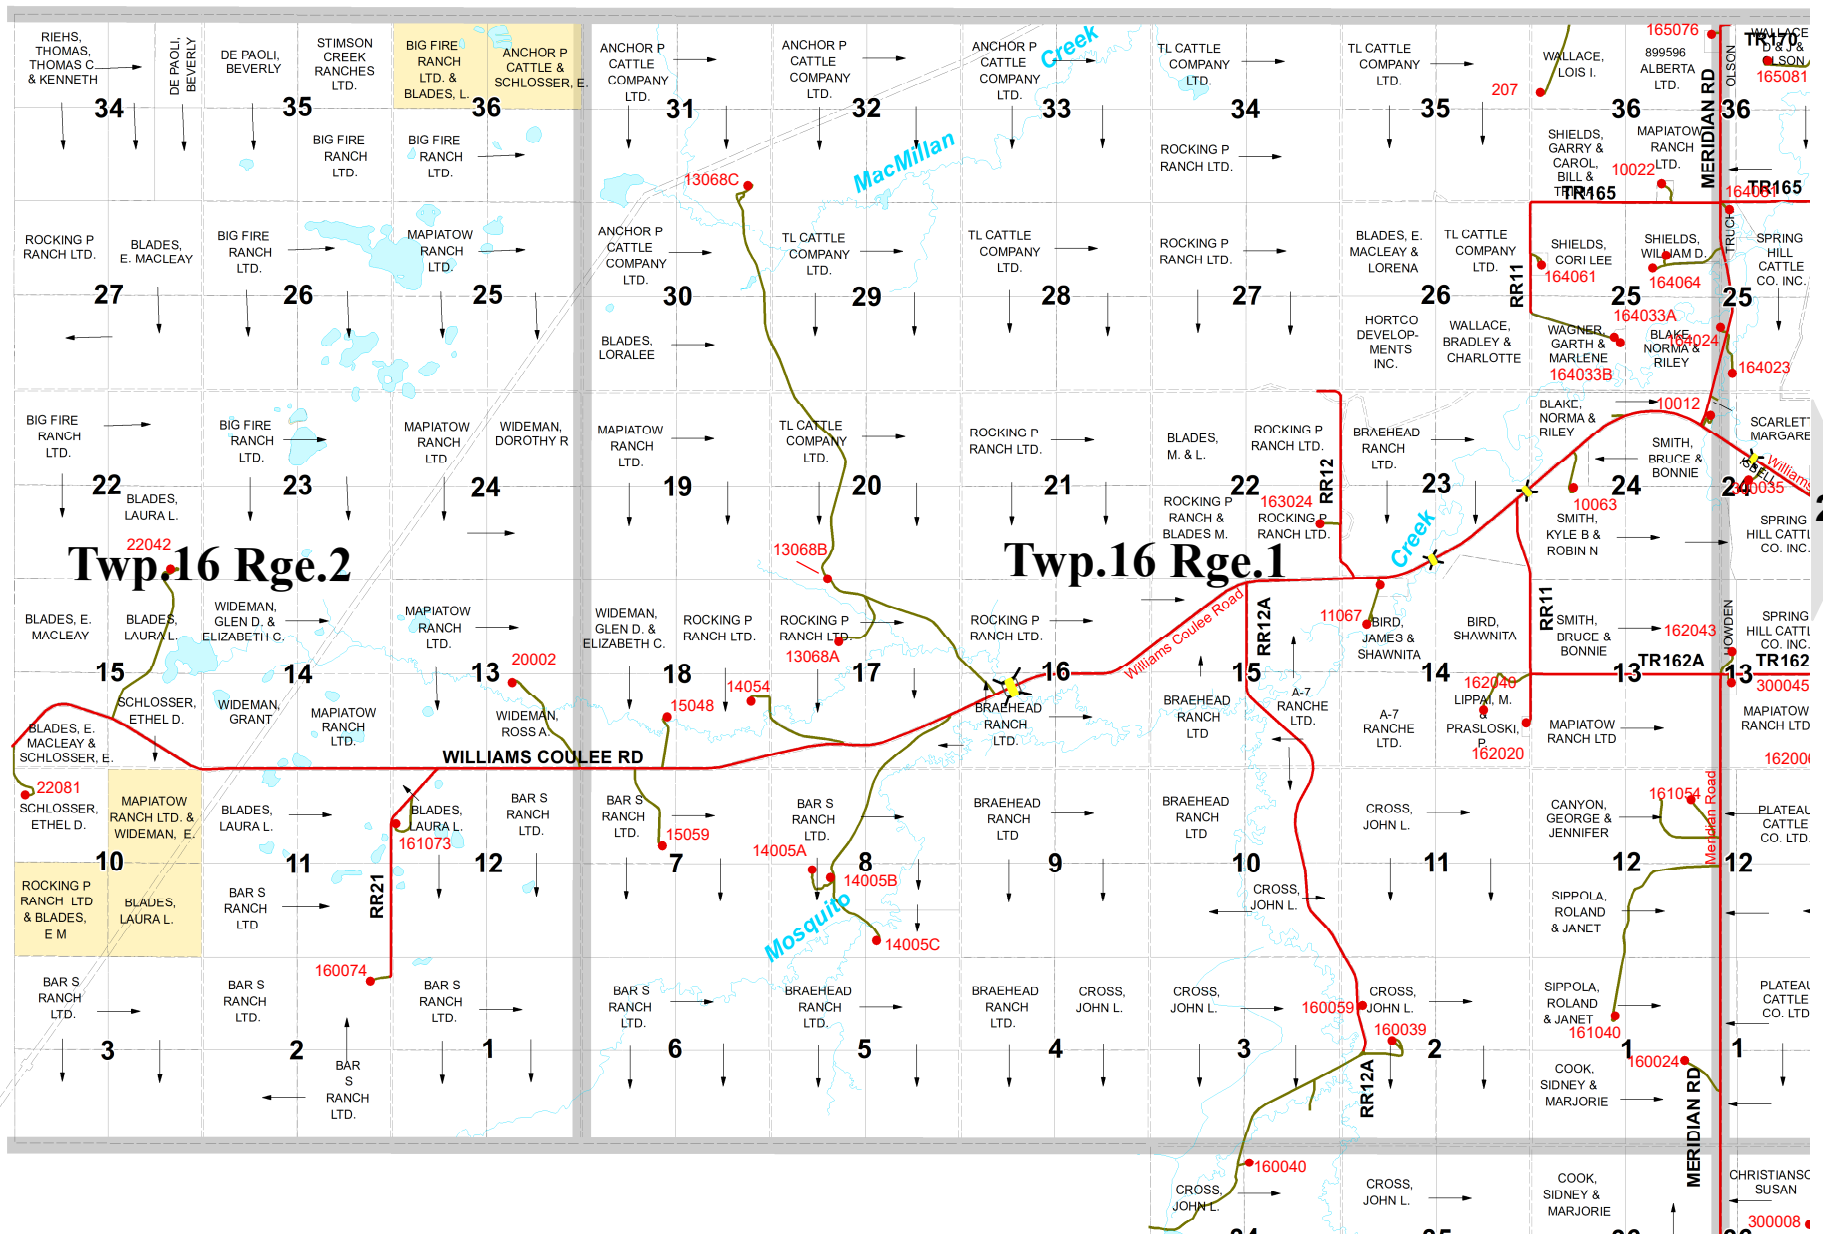 RIEHS,
THOMAS,
THOMAS C.
& KENNETH
DE PAOLI,
BEVERLY
DE PAOLI,
BEVERLY
STIMSON
CREEK
RANCHES
LTD.
BIG FIRE
RANCH
LTD. &
BLADES, L.
ANCHOR P
CATTLE &
SCHLOSSER, E.
ANCHOR P
CATTLE
COMPANY
LTD.
ANCHOR P
CATTLE
COMPANY
LTD.
ANCHOR P
CATTLE
COMPANY
LTD.
Creek
TL CATTLE
COMPANY
LTD.
TL CATTLE
COMPANY
LTD.
207
WALLACE,
LOIS I.
165076
899596
ALBERTA
LTD.
OLSON
TR170
165081
MERIDIAN RD
34
35
36
31
32
33
34
35
36
36
BIG FIRE
RANCH
LTD.
BIG FIRE
RANCH
LTD.
13068C
MacMillan
ROCKING P
RANCH LTD.
SHIELDS,
GARRY &
CAROL,
BILL &
MAPIATOW
RANCH
LTD.
10022
TR165
164081
TR165
ROCKING P
RANCH LTD.
BLADES,
E. MACLEAY
BIG FIRE
RANCH
LTD.
MAPIATOW
RANCH
LTD.
ANCHOR P
CATTLE
COMPANY
LTD.
TL CATTLE
COMPANY
LTD.
TL CATTLE
COMPANY
LTD.
ROCKING P
RANCH LTD.
BLADES, E.
MACLEAY &
LORENA
TL CATTLE
COMPANY
LTD.
RR11
SHIELDS,
CORI LEE
164061
SHIELDS,
WILLIAM D.
164064
TRUCH
SPRING
HILL
CATTLE
CO. INC.
27
26
25
30
29
28
27
26
25
25
BLADES,
LORALEE
HORTCO
DEVELOP-
MENTS
INC.
WALLACE,
BRADLEY &
CHARLOTTE
164033A
WAGNER,
GARTH &
MARLENE
164033B
BLAKE,
NORMA &
RILEY
164024
164023
BIG FIRE
RANCH
LTD.
BIG FIRE
RANCH
LTD.
MAPIATOW
RANCH
LTD.
WIDEMAN,
DOROTHY R
MAPIATOW
RANCH
LTD.
TL CATTLE
COMPANY
LTD.
ROCKING P
RANCH LTD.
BLADES,
M. & L.
ROCKING P
RANCH LTD.
RR12
BRAEHEAD
RANCH
LTD.
BLAKE,
NORMA &
RILEY
10012
SMITH,
BRUCE &
BONNIE
SCARLET
MARGARE
ISBELL
Williams
22
23
24
19
20
21
22
23
24
24
2
BLADES,
LAURA L.
22042
13068B
ROCKING P
RANCH &
BLADES M.
163024
ROCKING P
RANCH LTD.
Creek
10063
SMITH,
KYLE B &
ROBIN N
SPRING
HILL CATTL
CO. INC.
Twp.16 Rge.2
Twp.16 Rge.1
BLADES, E.
MACLEAY
BLADES,
LAURA L.
WIDEMAN,
GLEN D. &
ELIZABETH C.
MAPIATOW
RANCH
LTD.
WIDEMAN,
GLEN D. &
ELIZABETH C.
ROCKING P
RANCH LTD.
ROCKING P
RANCH LTD.
13068A
ROCKING P
RANCH LTD.
Williams Coulee Road
RR12A
11067
BIRD,
JAMES &
SHAWNITA
BIRD,
SHAWNITA
RR11
SMITH,
BRUCE &
BONNIE
162043
HOWDEN
SPRING
HILL CATTL
CO. INC.
TR162A
TR162
15
14
13
18
17
16
15
14
13
13
20002
15048
14054
162040
300045
SCHLOSSER,
ETHEL D.
WIDEMAN,
GRANT
MAPIATOW
RANCH
LTD.
WIDEMAN,
ROSS A.
BRAEHEAD
RANCH
LTD.
BRAEHEAD
RANCH
LTD
A-7
RANCHE
LTD.
A-7
RANCHE
LTD.
LIPPAI, M.
&
PRASLOSKI,
P.
162020
MAPIATOW
RANCH LTD
MAPIATOW
RANCH LTD
BLADES, E.
MACLEAY &
SCHLOSSER, E.
WILLIAMS COULEE RD
22081
SCHLOSSER,
ETHEL D.
MAPIATOW
RANCH LTD. &
WIDEMAN, E.
BLADES,
LAURA L.
BLADES,
LAURA L.
161073
BAR S
RANCH
LTD.
BAR S
RANCH
LTD.
15059
BAR S
RANCH
LTD.
14005A
14005B
BRAEHEAD
RANCH
LTD
BRAEHEAD
RANCH
LTD
CROSS,
JOHN L.
CANYON,
GEORGE &
JENNIFER
161054
Meridian Road
PLATEAU
CATTLE
CO. LTD.
10
11
12
7
8
9
10
11
12
12
ROCKING P
RANCH LTD
& BLADES,
E M
BLADES,
LAURA L.
BAR S
RANCH
LTD
RR21
Mosquito
14005C
CROSS,
JOHN L.
SIPPOLA,
ROLAND
& JANET
160074
BAR S
RANCH
LTD.
BAR S
RANCH
LTD.
BAR S
RANCH
LTD.
BAR S
RANCH
LTD.
BRAEHEAD
RANCH
LTD.
BRAEHEAD
RANCH
LTD.
CROSS,
JOHN L.
CROSS,
JOHN L.
160059
CROSS,
JOHN L.
160039
SIPPOLA,
ROLAND
& JANET
161040
PLATEAU
CATTLE
CO. LTD
3
2
1
6
5
4
3
2
1
1
BAR
S
RANCH
LTD.
RR12A
COOK,
SIDNEY &
MARJORIE
160024
MERIDIAN RD
160040
CROSS,
JOHN L.
CROSS,
JOHN L.
COOK,
SIDNEY &
MARJORIE
CHRISTIANSO
SUSAN
300008
34